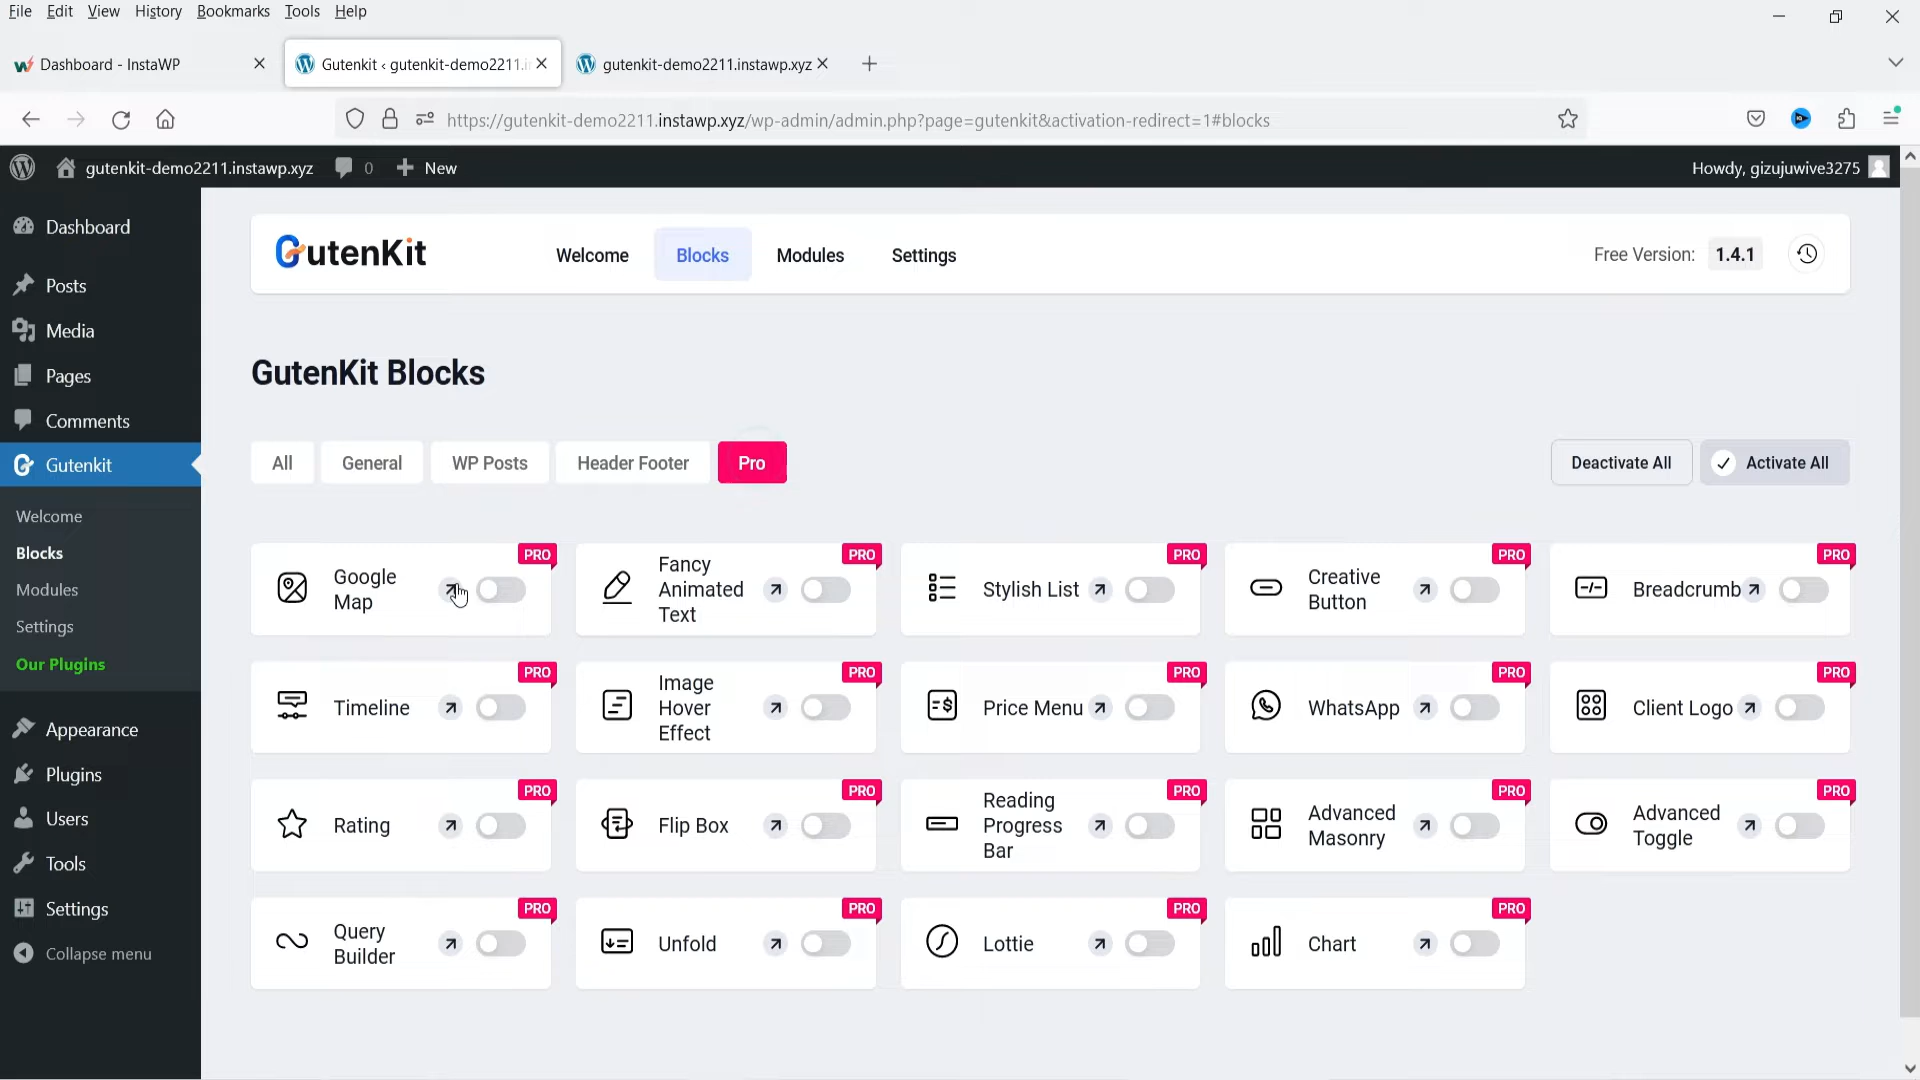 File Edit View History Bookmarks Tools Help
Dashboard - InstaWP
Gutenkit ‹ gutenkit-demo2211.i
gutenkit-demo2211.instawp.xyz
https://gutenkit-demo2211.instawp.xyz/wp-admin/admin.php?page=gutenkit&activation-redirect=1#blocks
gutenkit-demo2211.instawp.xyz 0 New
Howdy, gizujuwive3275
Dashboard
Posts
Media
Pages
Comments
Gutenkit
Welcome
Blocks
Modules
Settings
Our Plugins
Appearance
Plugins
Users
Tools
Settings
Collapse menu
GutenKit
Welcome Blocks Modules Settings
Free Version: 1.4.1
GutenKit Blocks
All General WP Posts Header Footer Pro
Deactivate All Activate All
PRO
Google
Map
PRO
Fancy
Animated
Text
PRO
Stylish List
PRO
Creative
Button
PRO
Breadcrumb
PRO
Timeline
PRO
Image
Hover
Effect
PRO
Price Menu
PRO
WhatsApp
PRO
Client Logo
PRO
Rating
PRO
Flip Box
PRO
Reading
Progress
Bar
PRO
Advanced
Masonry
PRO
Advanced
Toggle
PRO
Query
Builder
PRO
Unfold
PRO
Lottie
PRO
Chart